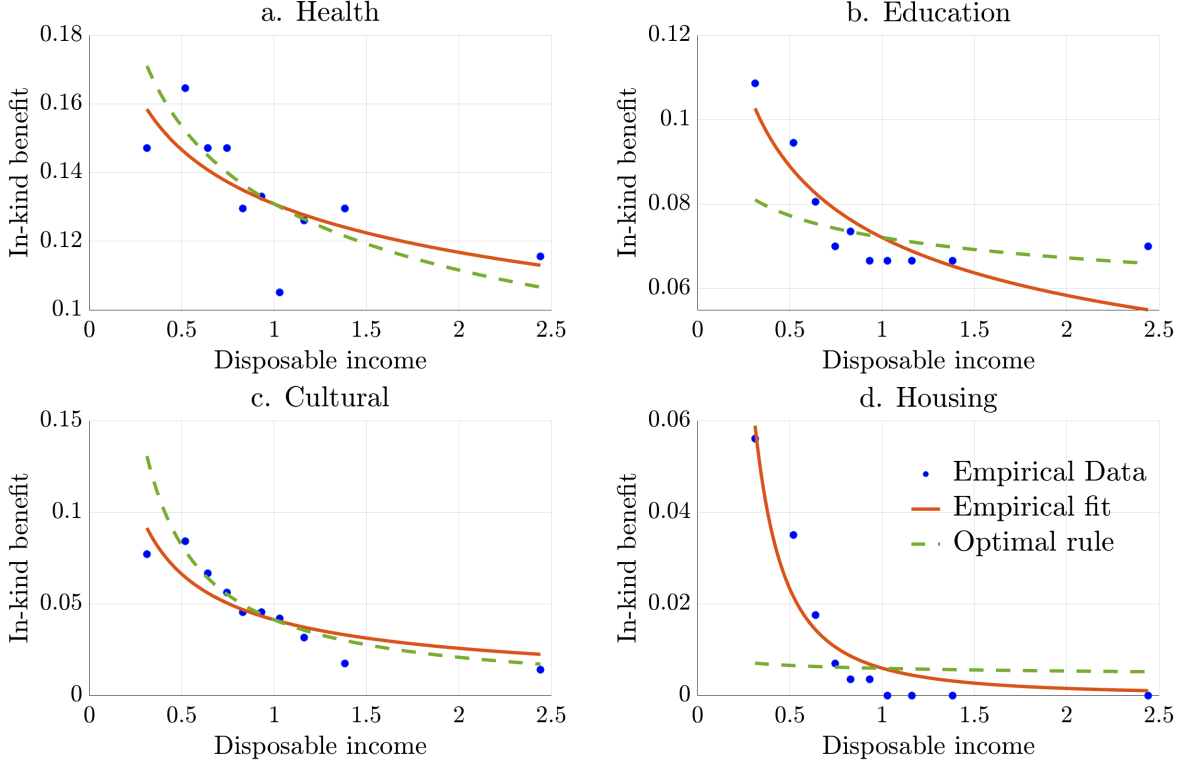 a. Health
0.18
0.16
0.14
0.12
0.1
In-kind benefit
0
0.5
1
1.5
2
2.5
Disposable income
b. Education
0.12
0.1
0.08
0.06
In-kind benefit
0
0.5
1
1.5
2
2.5
Disposable income
c. Cultural
0.15
0.1
0.05
0
In-kind benefit
0
0.5
1
1.5
2
2.5
Disposable income
d. Housing
0.06
0.04
0.02
0
In-kind benefit
Empirical Data
Empirical fit
Optimal rule
0
0.5
1
1.5
2
2.5
Disposable income